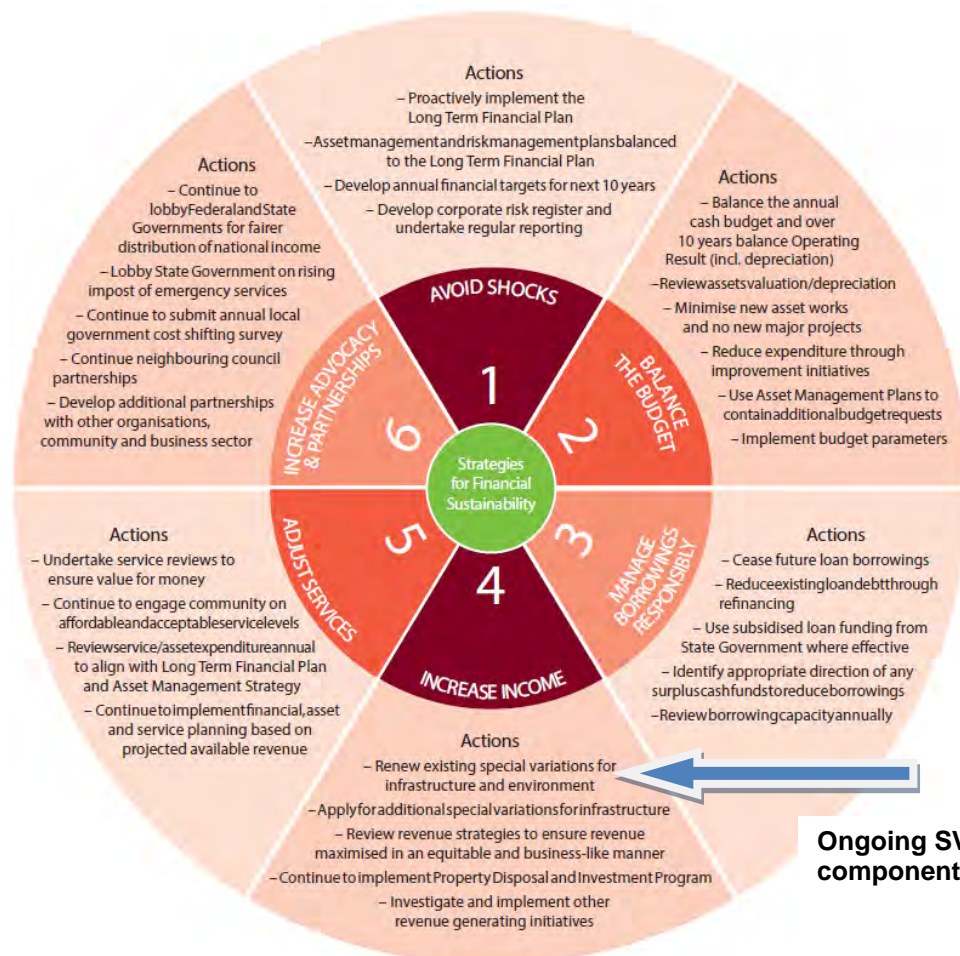 Actions
– Proactively implement the
Long Term Financial Plan
–Assetmanagementandriskmanagementplansbalanced
to the Long Term Financial Plan
– Develop annual financial targets for next 10 years
– Develop corporate risk register and
undertake regular reporting
AVOID SHOCKS
1
Actions
– Balance the annual
cash budget and over
10 years balance Operating
Result (incl. depreciation)
–Reviewassetsvaluation/depreciation
– Minimise new asset works
and no new major projects
– Reduce expenditure through
improvement initiatives
– Use Asset Management Plans to
containadditionalbudgetrequests
– Implement budget parameters
BALANCE
THE BUDGET
2
Actions
– Cease future loan borrowings
– Reduceexistingloandebtthrough
refinancing
– Use subsidised loan funding from
State Government where effective
– Identify appropriate direction of any
surpluscashfundstoreduceborrowings
–Reviewborrowingcapacityannually
MANAGE
BORROWINGS
RESPONSIBLY
3
Strategies
for Financial
Sustainability
4
INCREASE INCOME
Actions
– Renew existing special variations for
infrastructure and environment
–Applyforadditionalspecialvariationsforinfrastructure
– Review revenue strategies to ensure revenue
maximised in an equitable and business-like manner
–Continuetoimplement Property Disposal and Investment Program
– Investigate and implement other
revenue generating initiatives
Ongoing SV
component
5
ADJUST SERVICES
Actions
– Undertake service reviews to
ensure value for money
– Continue to engage community on
affordableandacceptableservicelevels
– Reviewservice/assetexpenditureannual
to align with Long Term Financial Plan
and Asset Management Strategy
– Continuetoimplementfinancial,asset
and service planning based on
projected available revenue
6
INCREASE ADVOCACY
& PARTNERSHIPS
Actions
– Continue to
lobbyFederalandState
Governments for fairer
distribution of national income
– Lobby State Government on rising
impost of emergency services
– Continue to submit annual local
government cost shifting survey
– Continue neighbouring council
partnerships
– Develop additional partnerships
with other organisations,
community and business sector